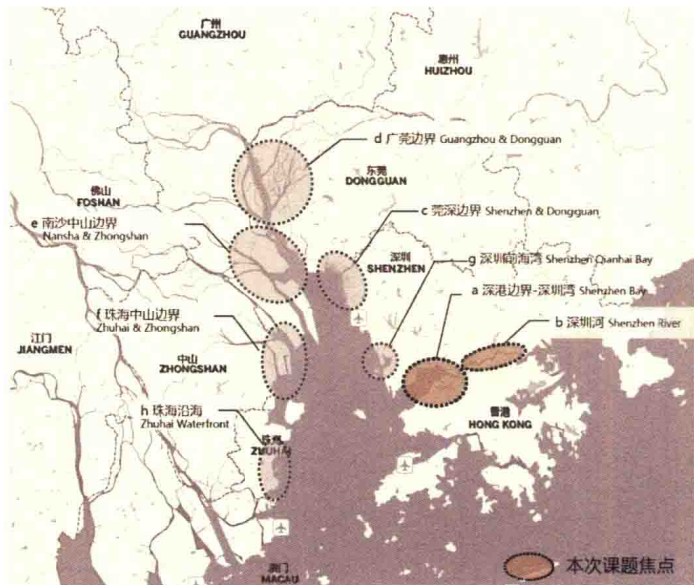 广州
GUANGZHOU
惠州
HUIZHOU
d 广莞边界 Guangzhou & Dongguan
东莞
DONGGUAN
佛山
FOSHAN
c 莞深边界 Shenzhen & Dongguan
e 南沙中山边界
Nansha & Zhongshan
深圳
SHENZHEN
g 深圳前海湾 Shenzhen Qianhai Bay
a 深港边界-深圳湾 Shenzhen Bay
f 珠海中山边界
Zhuhai & Zhongshan
b 深圳河 Shenzhen River
江门
JIANGMEN
中山
ZHONGSHAN
h 珠海沿海
Zhuhai Waterfront
香港
HONG KONG
珠海
ZHUHAI
澳门
MACAU
本次课题焦点